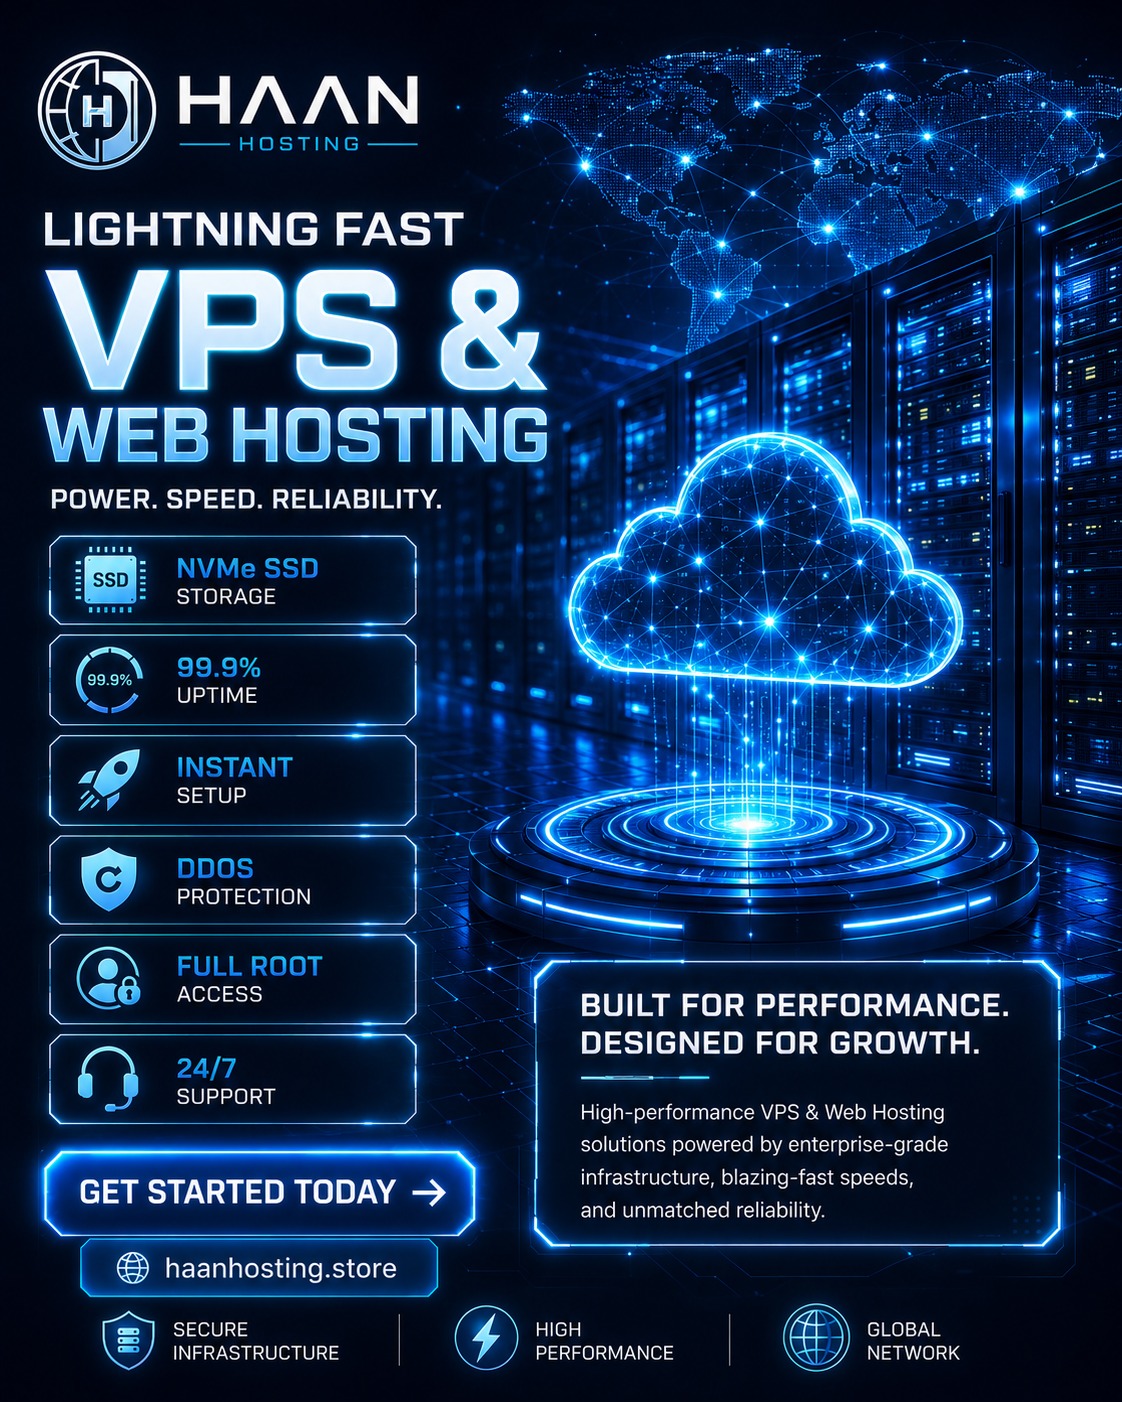 H
HAAN
HOSTING
LIGHTNING FAST
VPS &
WEB HOSTING
POWER. SPEED. RELIABILITY.
SSD
NVMe SSD
STORAGE
99.9%
99.9%
UPTIME
INSTANT
SETUP
DDOS
PROTECTION
FULL ROOT
ACCESS
24/7
SUPPORT
GET STARTED TODAY →
haanhosting.store
BUILT FOR PERFORMANCE.
DESIGNED FOR GROWTH.
High-performance VPS & Web Hosting
solutions powered by enterprise-grade
infrastructure, blazing-fast speeds,
and unmatched reliability.
SECURE
INFRASTRUCTURE
HIGH
PERFORMANCE
GLOBAL
NETWORK